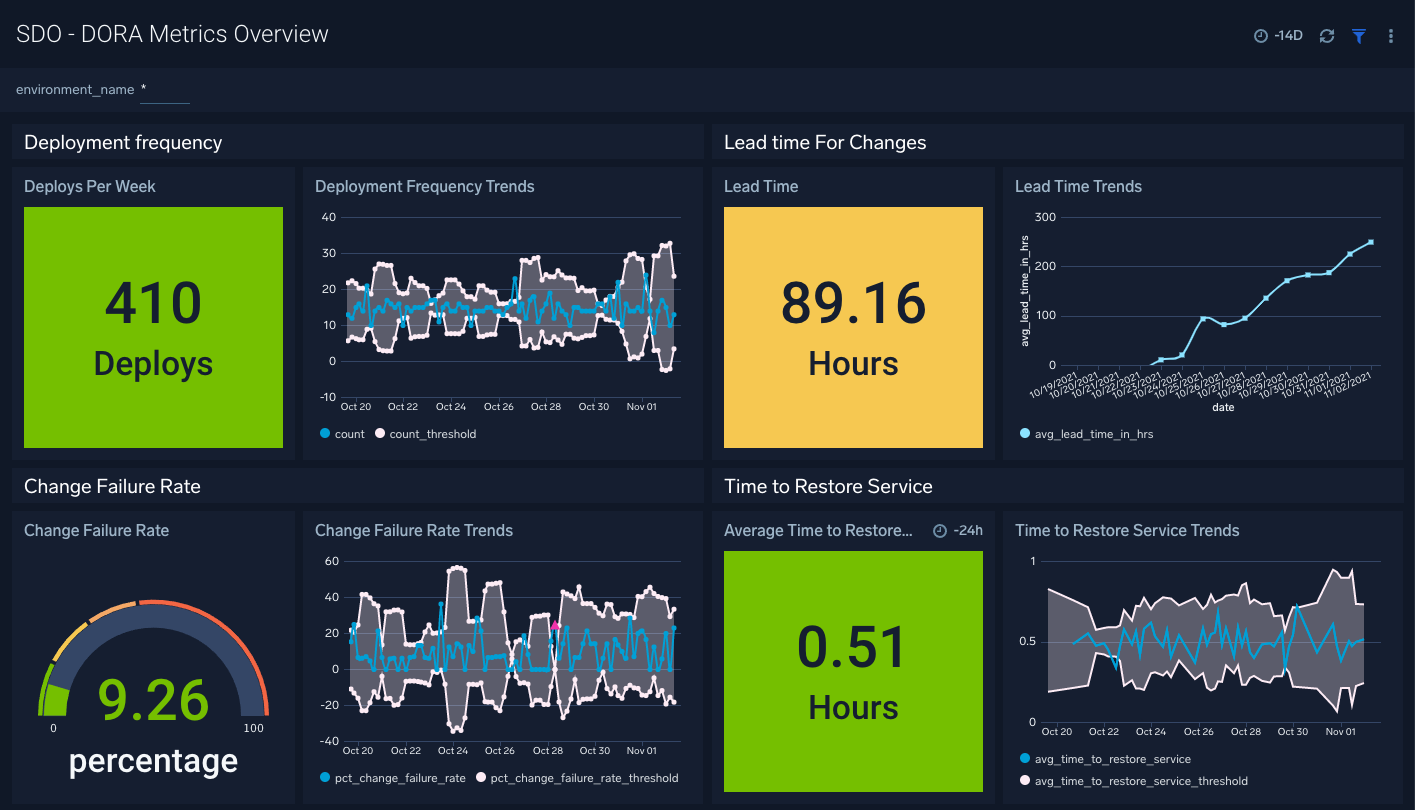 SDO - DORA Metrics Overview
-14D
environment_name *
Deployment frequency
Deploys Per Week
410
Deploys
Deployment Frequency Trends
40
30
20
10
0
-10
Oct 20 Oct 22 Oct 24 Oct 26 Oct 28 Oct 30 Nov 01
count count_threshold
Lead time For Changes
Lead Time
89.16
Hours
Lead Time Trends
avg_lead_time_in_hrs
300
200
100
0
10/19/2021 10/20/2021 10/21/2021 10/22/2021 10/23/2021 10/24/2021 10/25/2021 10/26/2021 10/27/2021 10/28/2021 10/29/2021 10/30/2021 10/31/2021 11/01/2021 11/02/2021
date
avg_lead_time_in_hrs
Change Failure Rate
Change Failure Rate
9.26
0 100
percentage
Change Failure Rate Trends
60
40
20
0
-20
-40
Oct 20 Oct 22 Oct 24 Oct 26 Oct 28 Oct 30 Nov 01
pct_change_failure_rate pct_change_failure_rate_threshold
Time to Restore Service
Average Time to Restore... -24h
0.51
Hours
Time to Restore Service Trends
1
0.5
0
Oct 20 Oct 22 Oct 24 Oct 26 Oct 28 Oct 30 Nov 01
avg_time_to_restore_service
avg_time_to_restore_service_threshold